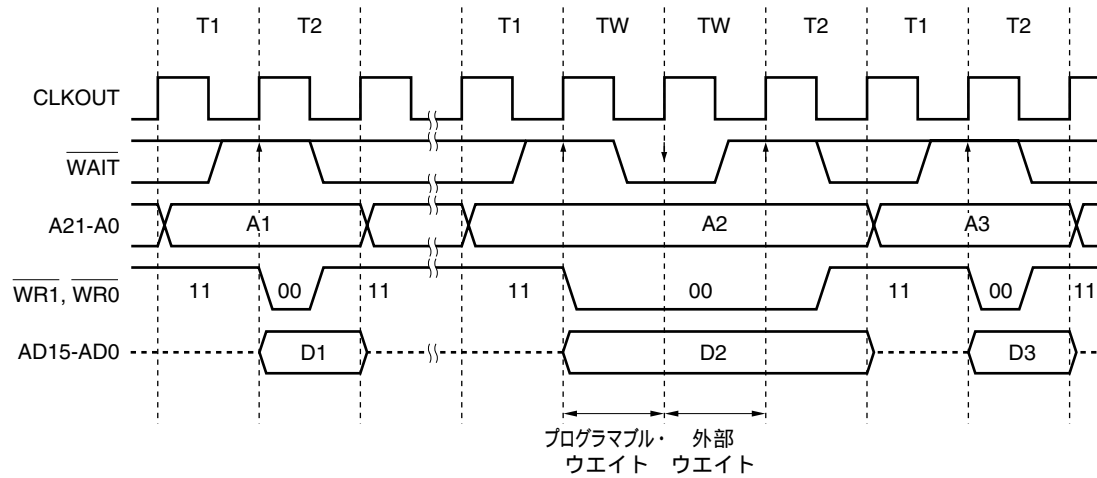 T1 T2 T1 TW TW T2 T1 T2
CLKOUT
WAIT
A21-A0 A1 A2 A3
WR1, WR0 11 00 11 11 00 11 00 11
AD15-AD0 D1 D2 D3
プログラマブル・ 外部
ウエイト ウエイト